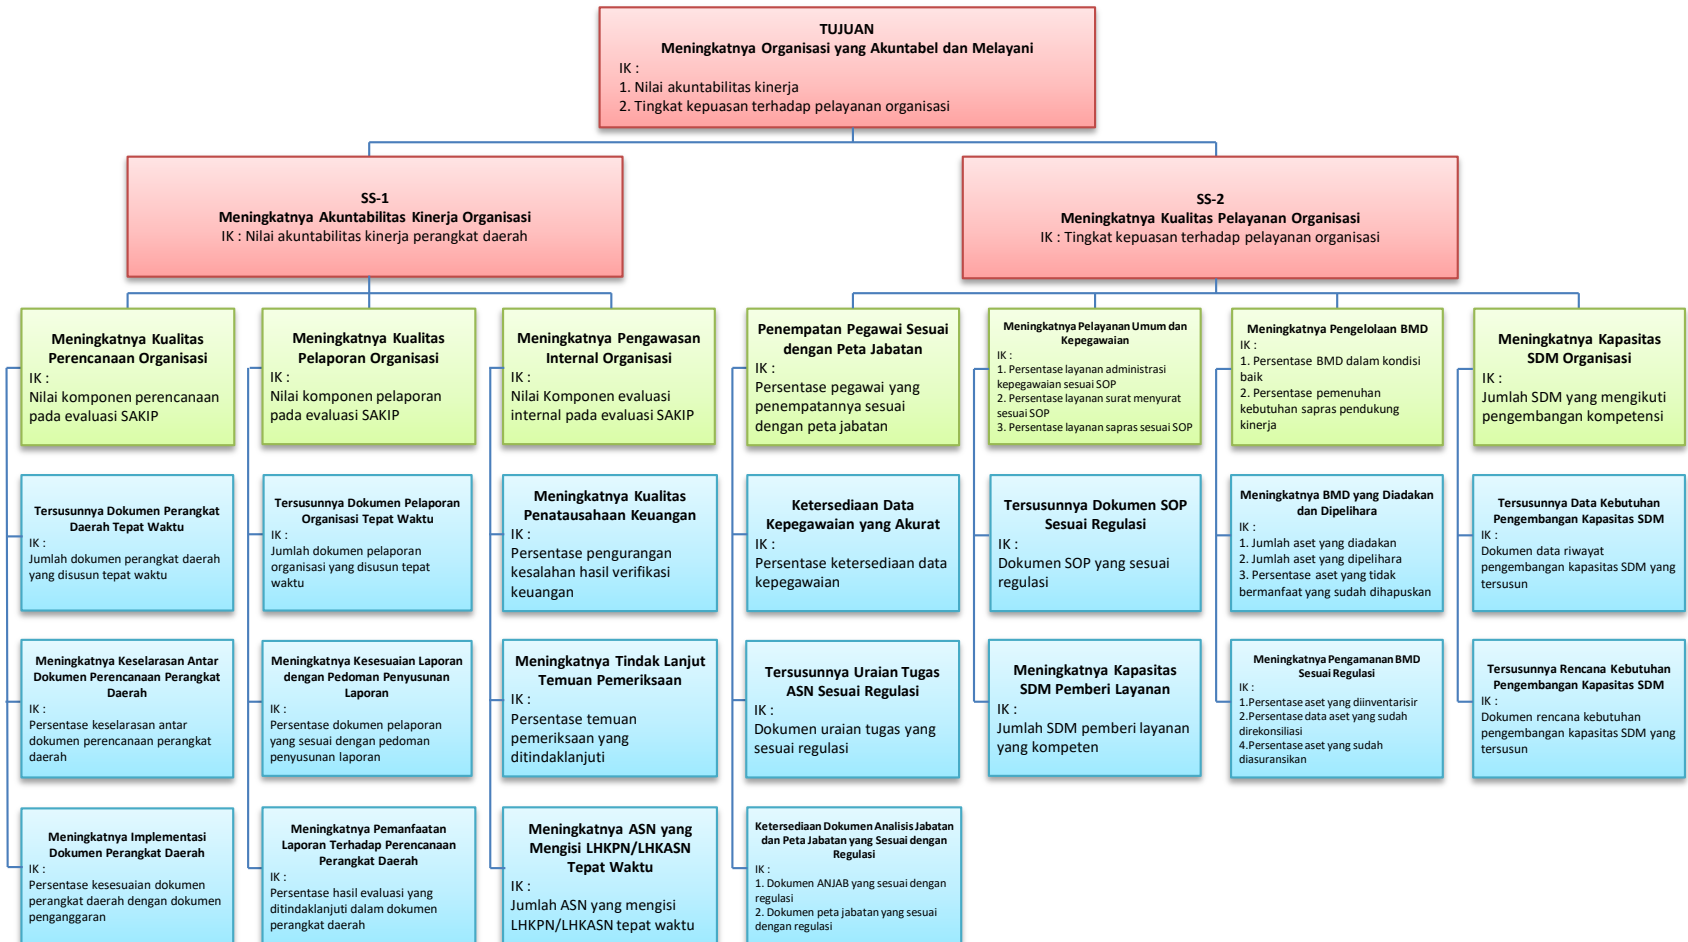 TUJUAN
Meningkatnya Organisasi yang Akuntabel dan Melayani
IK :
1. Nilai akuntabilitas kinerja
2. Tingkat kepuasan terhadap pelayanan organisasi
SS-1
Meningkatnya Akuntabilitas Kinerja Organisasi
IK : Nilai akuntabilitas kinerja perangkat daerah
SS-2
Meningkatnya Kualitas Pelayanan Organisasi
IK : Tingkat kepuasan terhadap pelayanan organisasi
Meningkatnya Kualitas
Perencanaan Organisasi
IK :
Nilai komponen perencanaan
pada evaluasi SAKIP
Meningkatnya Kualitas
Pelaporan Organisasi
IK :
Nilai komponen pelaporan
pada evaluasi SAKIP
Meningkatnya Pengawasan
Internal Organisasi
IK :
Nilai Komponen evaluasi
internal pada evaluasi SAKIP
Penempatan Pegawai Sesuai
dengan Peta Jabatan
IK :
Persentase pegawai yang
penempatannya sesuai
dengan peta jabatan
Meningkatnya Pelayanan Umum dan
Kepegawaian
IK :
1. Persentase layanan administrasi
kepegawaian sesuai SOP
2. Persentase layanan surat menyurat
sesuai SOP
3. Persentase layanan sapras sesuai SOP
Meningkatnya Pengelolaan BMD
IK :
1. Persentase BMD dalam kondisi
baik
2. Persentase pemenuhan
kebutuhan sapras pendukung
kinerja
Meningkatnya Kapasitas
SDM Organisasi
IK :
Jumlah SDM yang mengikuti
pengembangan kompetensi
Tersusunnya Dokumen Perangkat
Daerah Tepat Waktu
IK :
Jumlah dokumen perangkat daerah
yang disusun tepat waktu
Tersusunnya Dokumen Pelaporan
Organisasi Tepat Waktu
IK :
Jumlah dokumen pelaporan
organisasi yang disusun tepat
waktu
Meningkatnya Kualitas
Penatausahaan Keuangan
IK :
Persentase pengurangan
kesalahan hasil verifikasi
keuangan
Ketersediaan Data
Kepegawaian yang Akurat
IK :
Persentase ketersediaan data
kepegawaian
Tersusunnya Dokumen SOP
Sesuai Regulasi
IK :
Dokumen SOP yang sesuai
regulasi
Meningkatnya BMD yang Diadakan
dan Dipelihara
IK :
1. Jumlah aset yang diadakan
2. Jumlah aset yang dipelihara
3. Persentase aset yang tidak
bermanfaat yang sudah dihapuskan
Tersusunnya Data Kebutuhan
Pengembangan Kapasitas SDM
IK :
Dokumen data riwayat
pengembangan kapasitas SDM yang
tersusun
Meningkatnya Keselarasan Antar
Dokumen Perencanaan Perangkat
Daerah
IK :
Persentase keselarasan antar
dokumen perencanaan perangkat
daerah
Meningkatnya Kesesuaian Laporan
dengan Pedoman Penyusunan
Laporan
IK :
Persentase dokumen pelaporan
yang sesuai dengan pedoman
penyusunan laporan
Meningkatnya Tindak Lanjut
Temuan Pemeriksaan
IK :
Persentase temuan
pemeriksaan yang
ditindaklanjuti
Tersusunnya Uraian Tugas
ASN Sesuai Regulasi
IK :
Dokumen uraian tugas yang
sesuai regulasi
Meningkatnya Kapasitas
SDM Pemberi Layanan
IK :
Jumlah SDM pemberi layanan
yang kompeten
Meningkatnya Pengamanan BMD
Sesuai Regulasi
IK :
1.Persentase aset yang diinventarisir
2.Persentase data aset yang sudah
direkonsiliasi
4.Persentase aset yang sudah
diasuransikan
Tersusunnya Rencana Kebutuhan
Pengembangan Kapasitas SDM
IK :
Dokumen rencana kebutuhan
pengembangan kapasitas SDM yang
tersusun
Meningkatnya Implementasi
Dokumen Perangkat Daerah
IK :
Persentase kesesuaian dokumen
perangkat daerah dengan dokumen
penganggaran
Meningkatnya Pemanfaatan
Laporan Terhadap Perencanaan
Perangkat Daerah
IK :
Persentase hasil evaluasi yang
ditindaklanjuti dalam dokumen
perangkat daerah
Meningkatnya ASN yang
Mengisi LHKPN/LHKASN
Tepat Waktu
IK :
Jumlah ASN yang mengisi
LHKPN/LHKASN tepat waktu
Ketersediaan Dokumen Analisis Jabatan
dan Peta Jabatan yang Sesuai dengan
Regulasi
IK :
1. Dokumen ANJAB yang sesuai dengan
regulasi
2. Dokumen peta jabatan yang sesuai
dengan regulasi